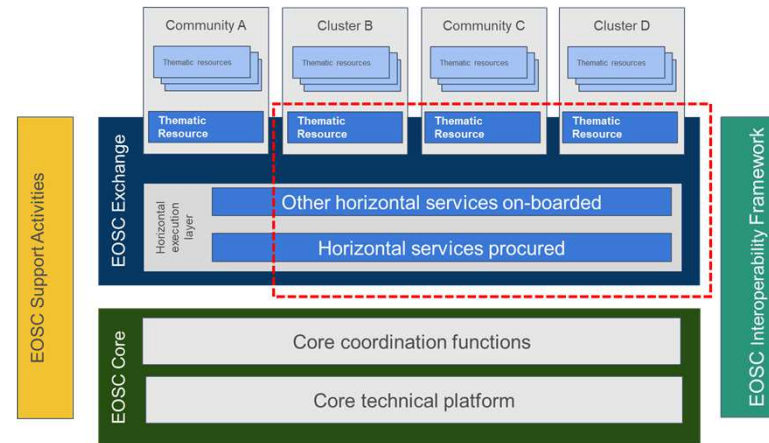 Community A
Cluster B
Community C
Cluster D
Thematic resources
Thematic resources
Thematic resources
Thematic resources
Thematic
Resource
Thematic
Resource
Thematic
Resource
Thematic
Resource
EOSC Support Activities
EOSC Exchange
Horizontal
execution
layer
Other horizontal services on-boarded
Horizontal services procured
EOSC Interoperability Framework
EOSC Core
Core coordination functions
Core technical platform